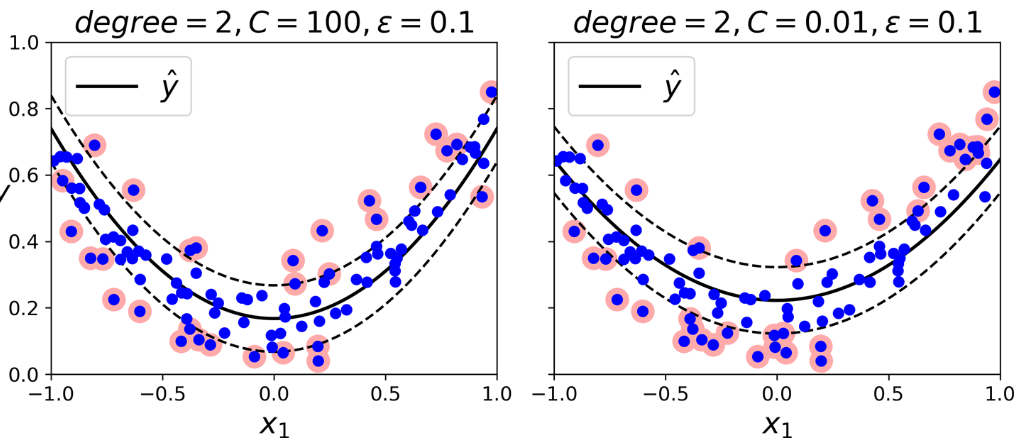 degree = 2, C = 100, ε = 0.1
1.0
0.8
0.6
0.4
0.2
0.0
ŷ
−1.0 −0.5 0.0 0.5 1.0
x₁
degree = 2, C = 0.01, ε = 0.1
ŷ
−1.0 −0.5 0.0 0.5 1.0
x₁